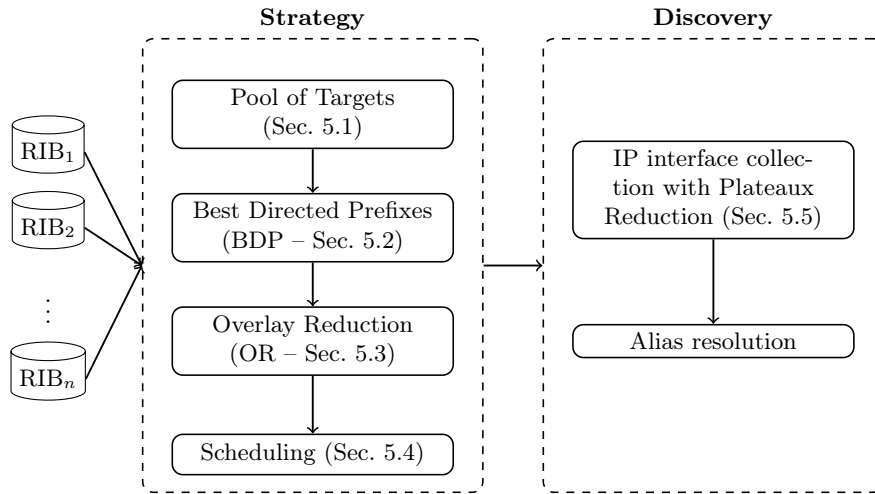 Strategy
Discovery
RIB₁
RIB₂
⋮
RIBₙ
Pool of Targets
(Sec. 5.1)
Best Directed Prefixes
(BDP – Sec. 5.2)
Overlay Reduction
(OR – Sec. 5.3)
Scheduling (Sec. 5.4)
IP interface collec-
tion with Plateaux
Reduction (Sec. 5.5)
Alias resolution